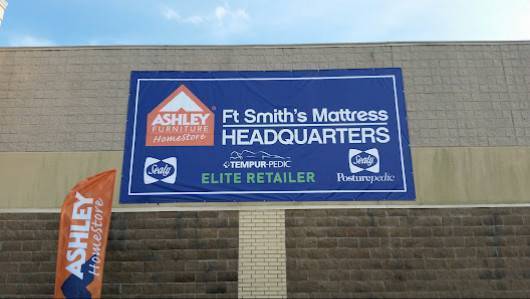 ASHLEY
FURNITURE
HomeStore
Ft Smith's Mattress
HEADQUARTERS
Sealy
TEMPUR-PEDIC
ELITE RETAILER
Sealy
Posturepedic
ASHLEY
HomeStore